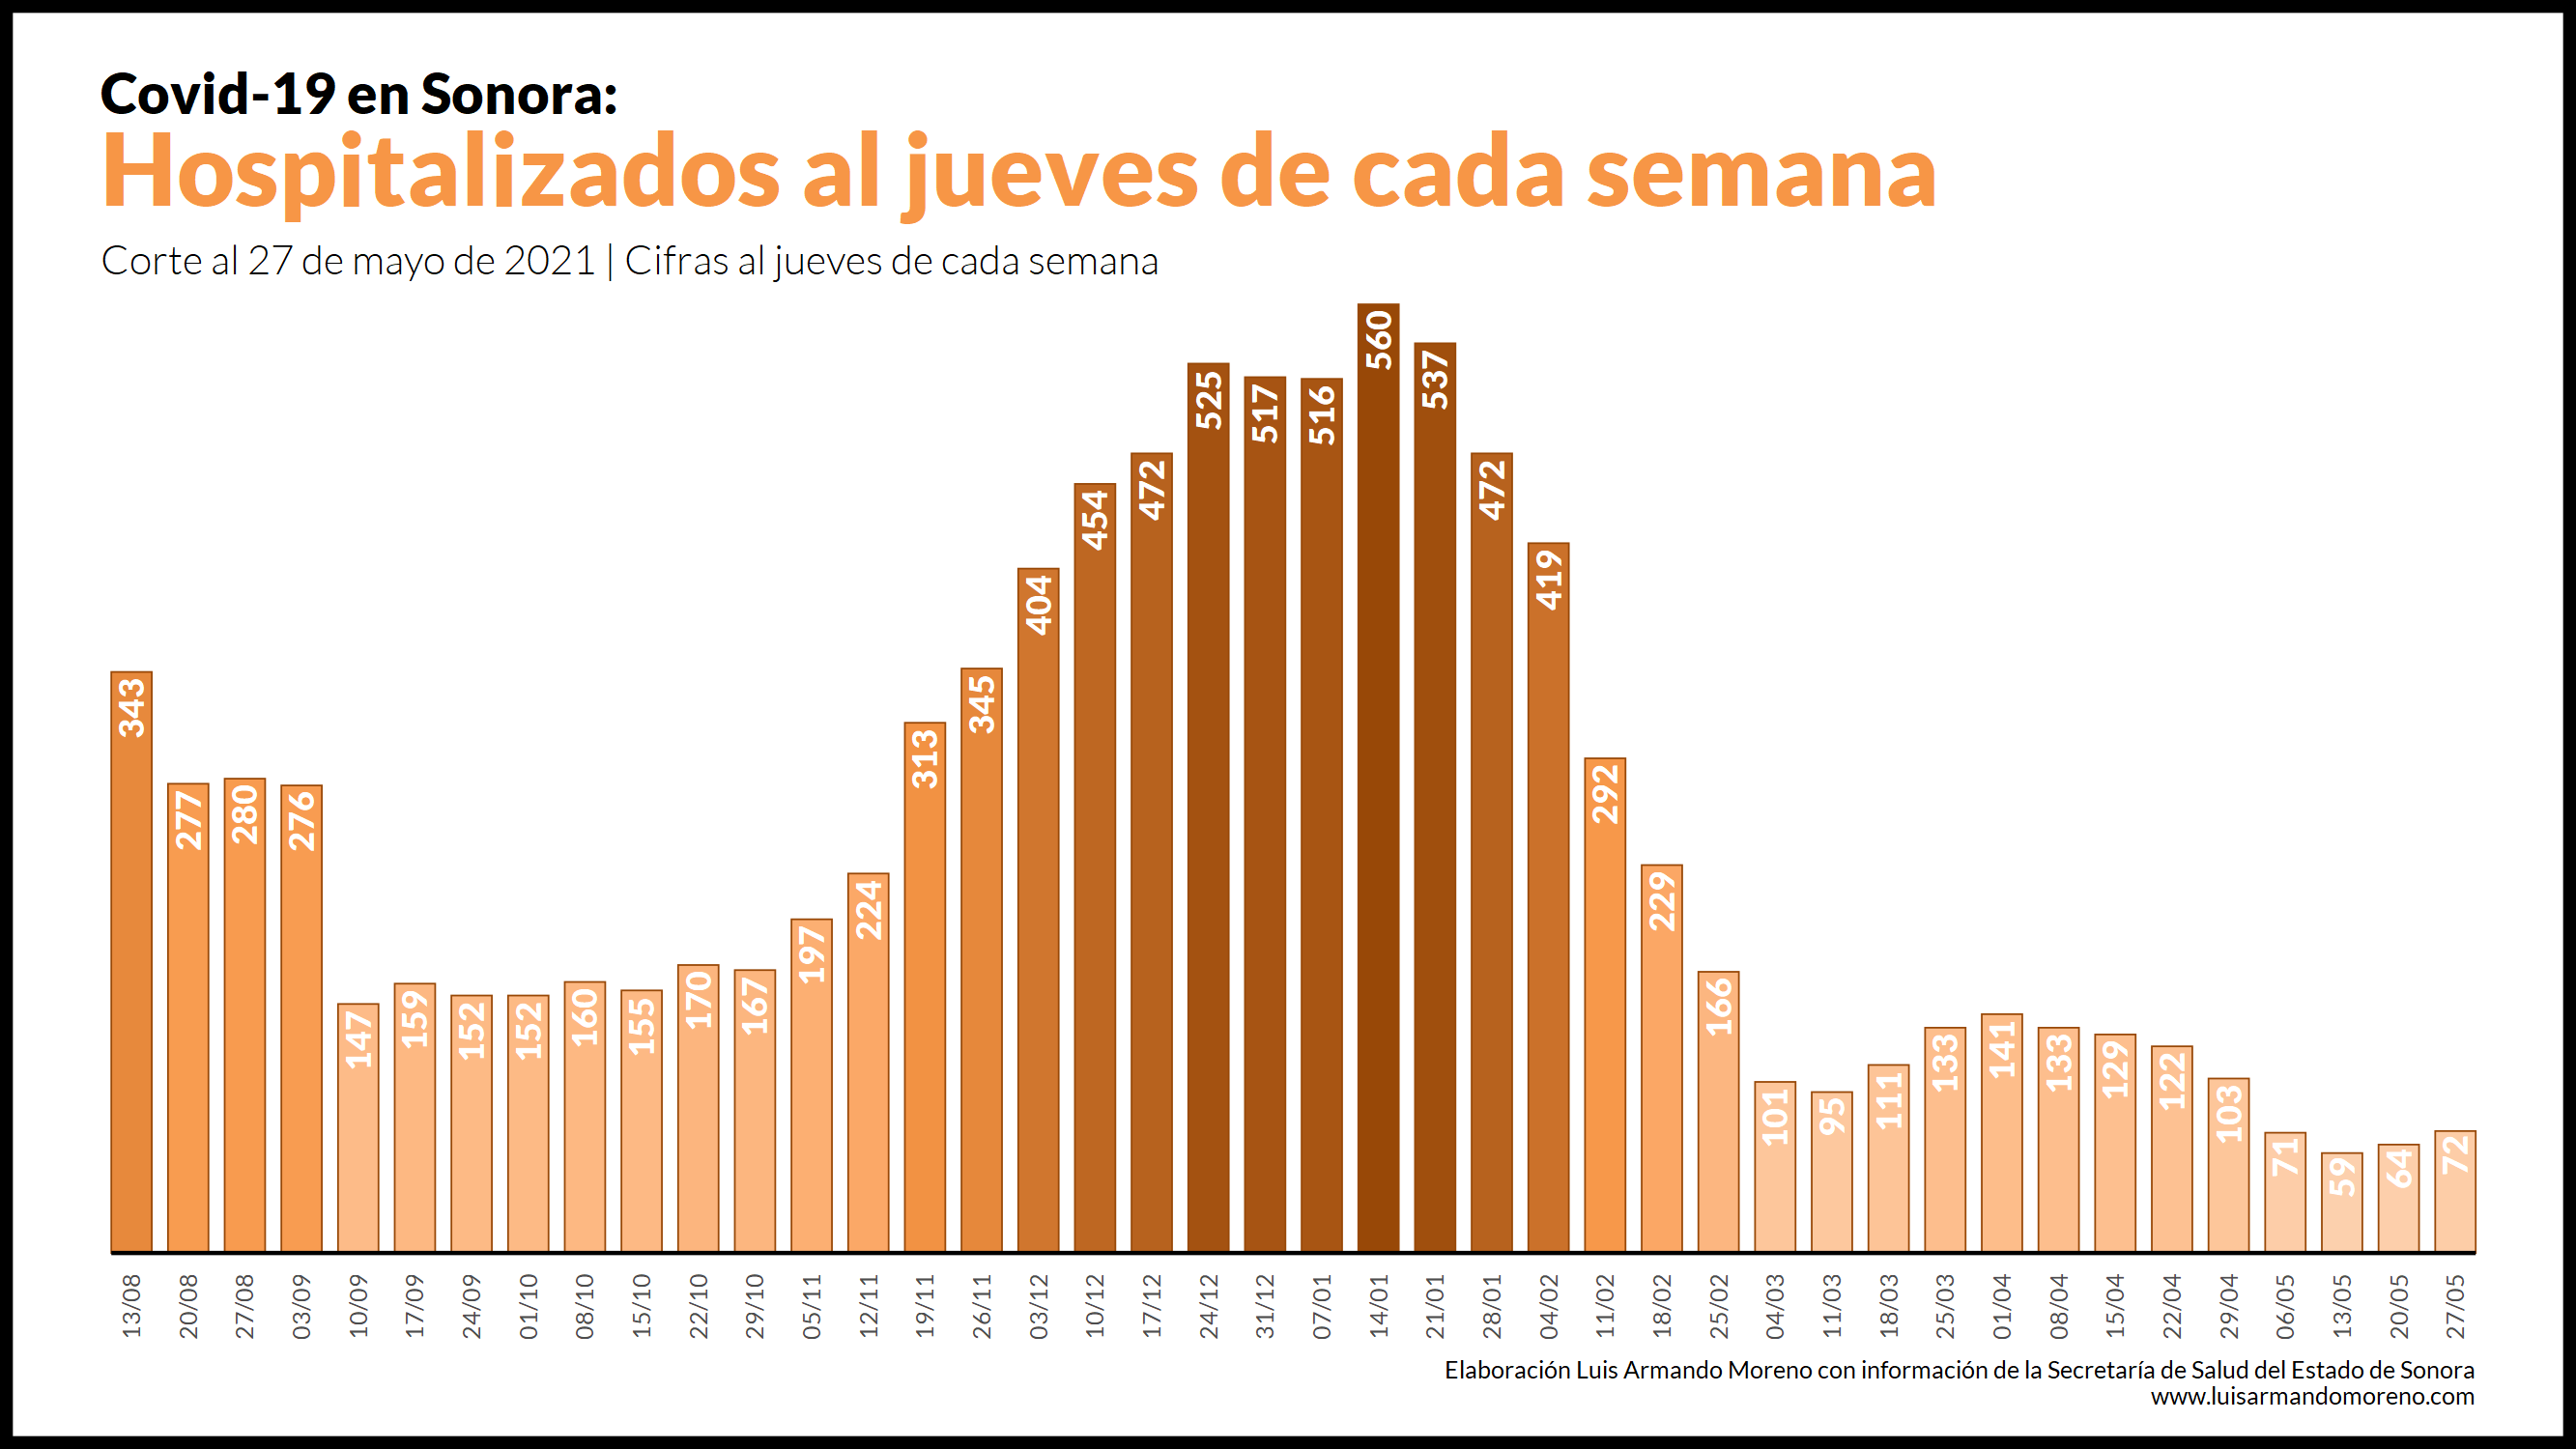 Covid-19 en Sonora:
Hospitalizados al jueves de cada semana
Corte al 27 de mayo de 2021 | Cifras al jueves de cada semana
343 277 280 276 147 159 152 152 160 155 170 167 197 224 313 345 404 454 472 525 517 516 560 537 472 419 292 229 166 101 95 111 133 141 133 129 122 103 71 59 64 72
13/08 20/08 27/08 03/09 10/09 17/09 24/09 01/10 08/10 15/10 22/10 29/10 05/11 12/11 19/11 26/11 03/12 10/12 17/12 24/12 31/12 07/01 14/01 21/01 28/01 04/02 11/02 18/02 25/02 04/03 11/03 18/03 25/03 01/04 08/04 15/04 22/04 29/04 06/05 13/05 20/05 27/05
Elaboración Luis Armando Moreno con información de la Secretaría de Salud del Estado de Sonora
www.luisarmandomoreno.com